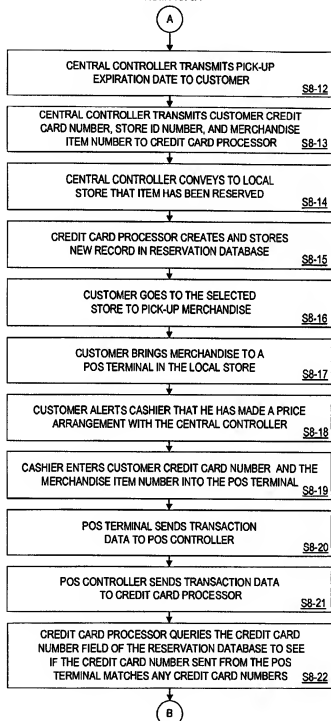 A
CENTRAL CONTROLLER TRANSMITS PICK-UP
EXPIRATION DATE TO CUSTOMER
S8-12
CENTRAL CONTROLLER TRANSMITS CUSTOMER CREDIT
CARD NUMBER, STORE ID NUMBER, AND MERCHANDISE
ITEM NUMBER TO CREDIT CARD PROCESSOR
S8-13
CENTRAL CONTROLLER CONVEYS TO LOCAL
STORE THAT ITEM HAS BEEN RESERVED
S8-14
CREDIT CARD PROCESSOR CREATES AND STORES
NEW RECORD IN RESERVATION DATABASE
S8-15
CUSTOMER GOES TO THE SELECTED
STORE TO PICK-UP MERCHANDISE
S8-16
CUSTOMER BRINGS MERCHANDISE TO A
POS TERMINAL IN THE LOCAL STORE
S8-17
CUSTOMER ALERTS CASHIER THAT HE HAS MADE A PRICE
ARRANGEMENT WITH THE CENTRAL CONTROLLER
S8-18
CASHIER ENTERS CUSTOMER CREDIT CARD NUMBER AND THE
MERCHANDISE ITEM NUMBER INTO THE POS TERMINAL
S8-19
POS TERMINAL SENDS TRANSACTION
DATA TO POS CONTROLLER
S8-20
POS CONTROLLER SENDS TRANSACTION DATA
TO CREDIT CARD PROCESSOR
S8-21
CREDIT CARD PROCESSOR QUERIES THE CREDIT CARD
NUMBER FIELD OF THE RESERVATION DATABASE TO SEE
IF THE CREDIT CARD NUMBER SENT FROM THE POS
TERMINAL MATCHES ANY CREDIT CARD NUMBERS
S8-22
B